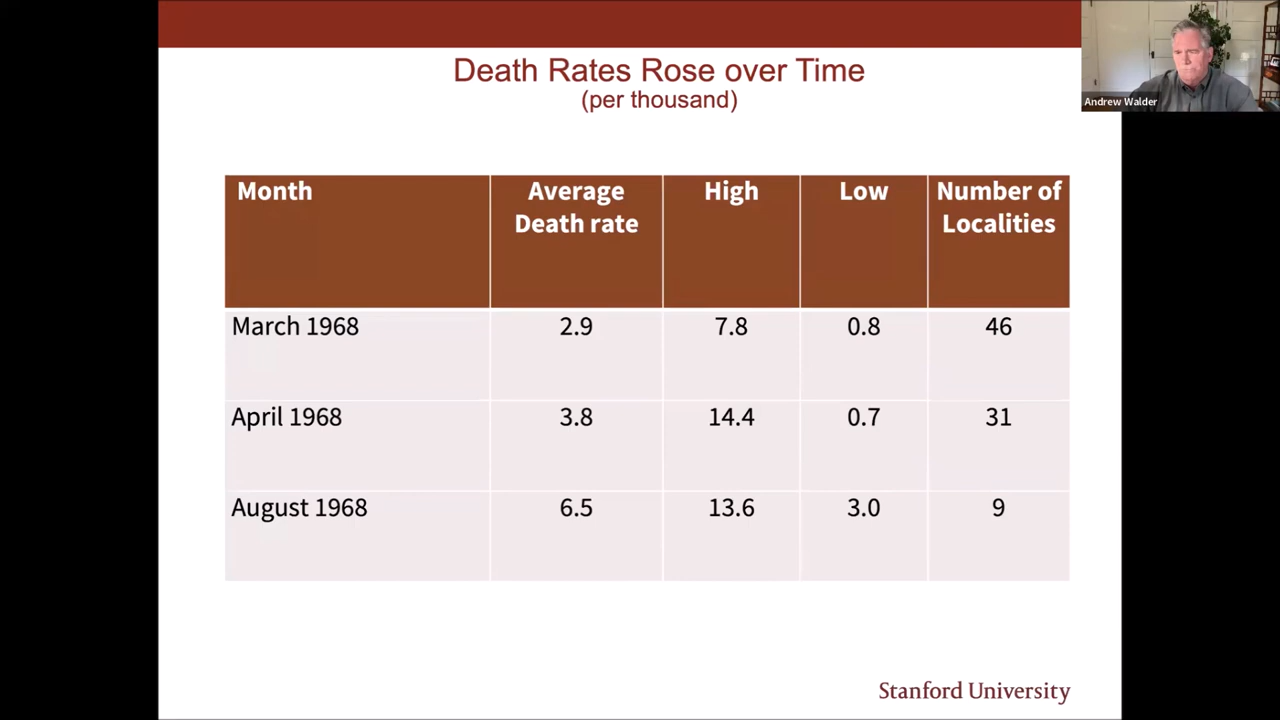 Death Rates Rose over Time
(per thousand)
Andrew Walder
Month Average Death rate High Low Number of Localities
March 1968 2.9 7.8 0.8 46
April 1968 3.8 14.4 0.7 31
August 1968 6.5 13.6 3.0 9
Stanford University